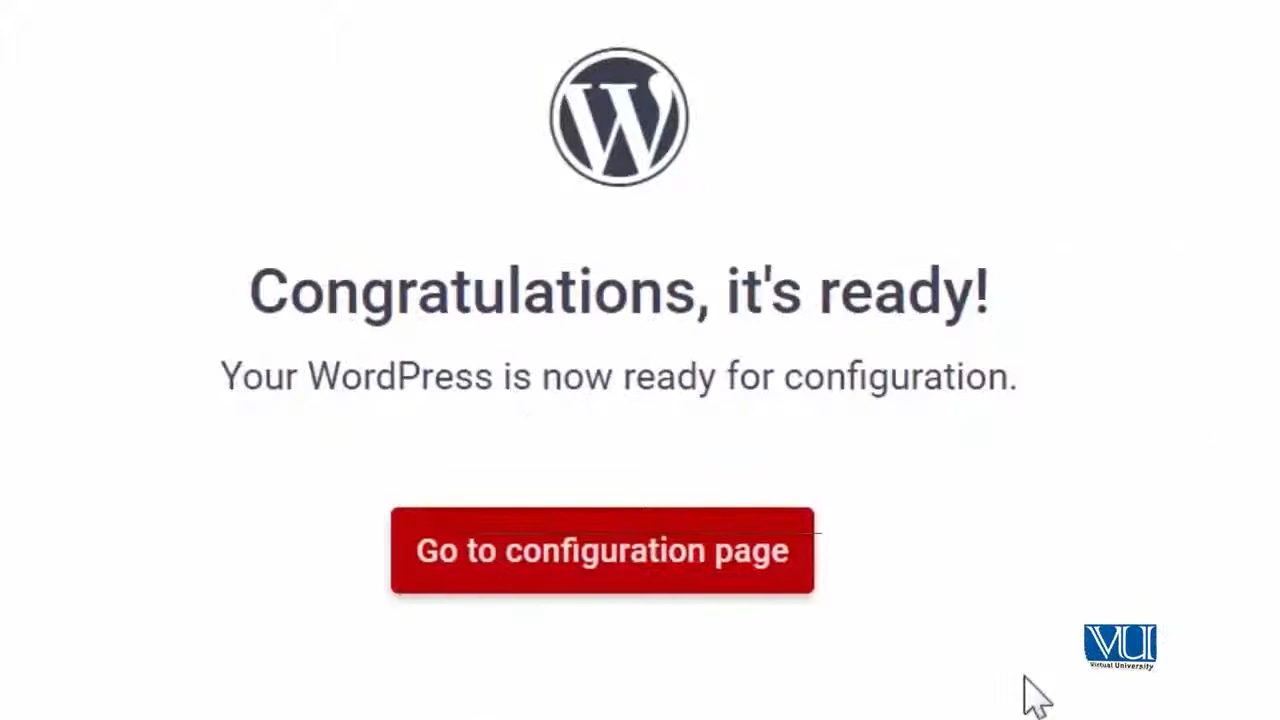 W
Congratulations, it's ready!
Your WordPress is now ready for configuration.
Go to configuration page
VU
Virtual University